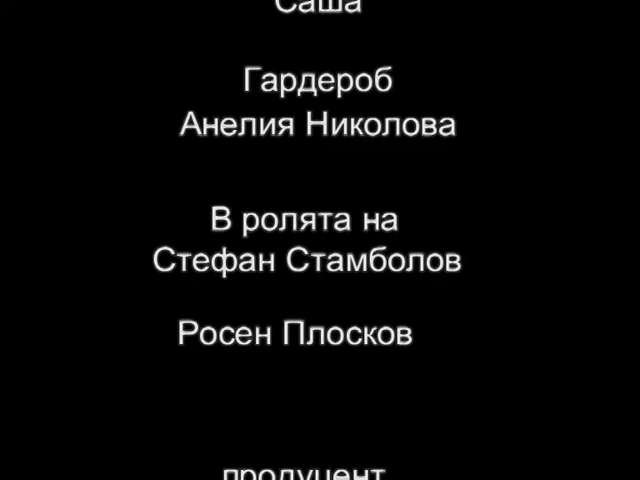 Саша
Гардероб
Анелия Николова
В ролята на
Стефан Стамболов
Росен Плосков
продуцент